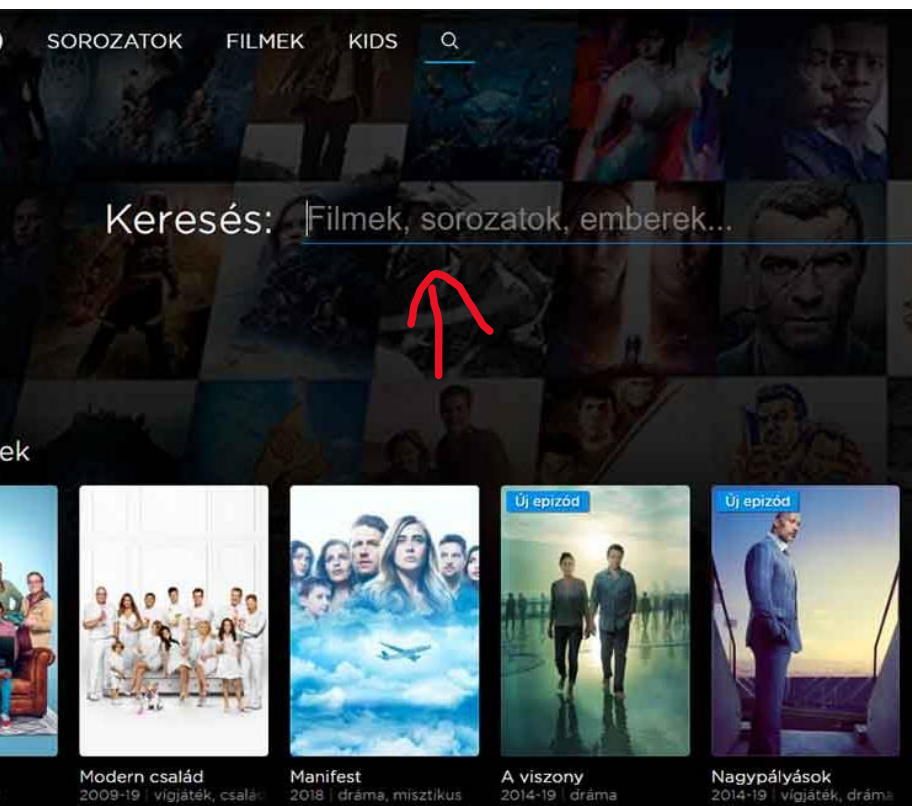 SOROZATOK FILMEK KIDS
Keresés: Filmek, sorozatok, emberek...
ek
Új epizód Új epizód
Modern család Manifest A viszony Nagypályások
2009-19 | vígjáték, család 2018 | dráma, misztikus 2014-19 | dráma 2014-19 | vígjáték, dráma